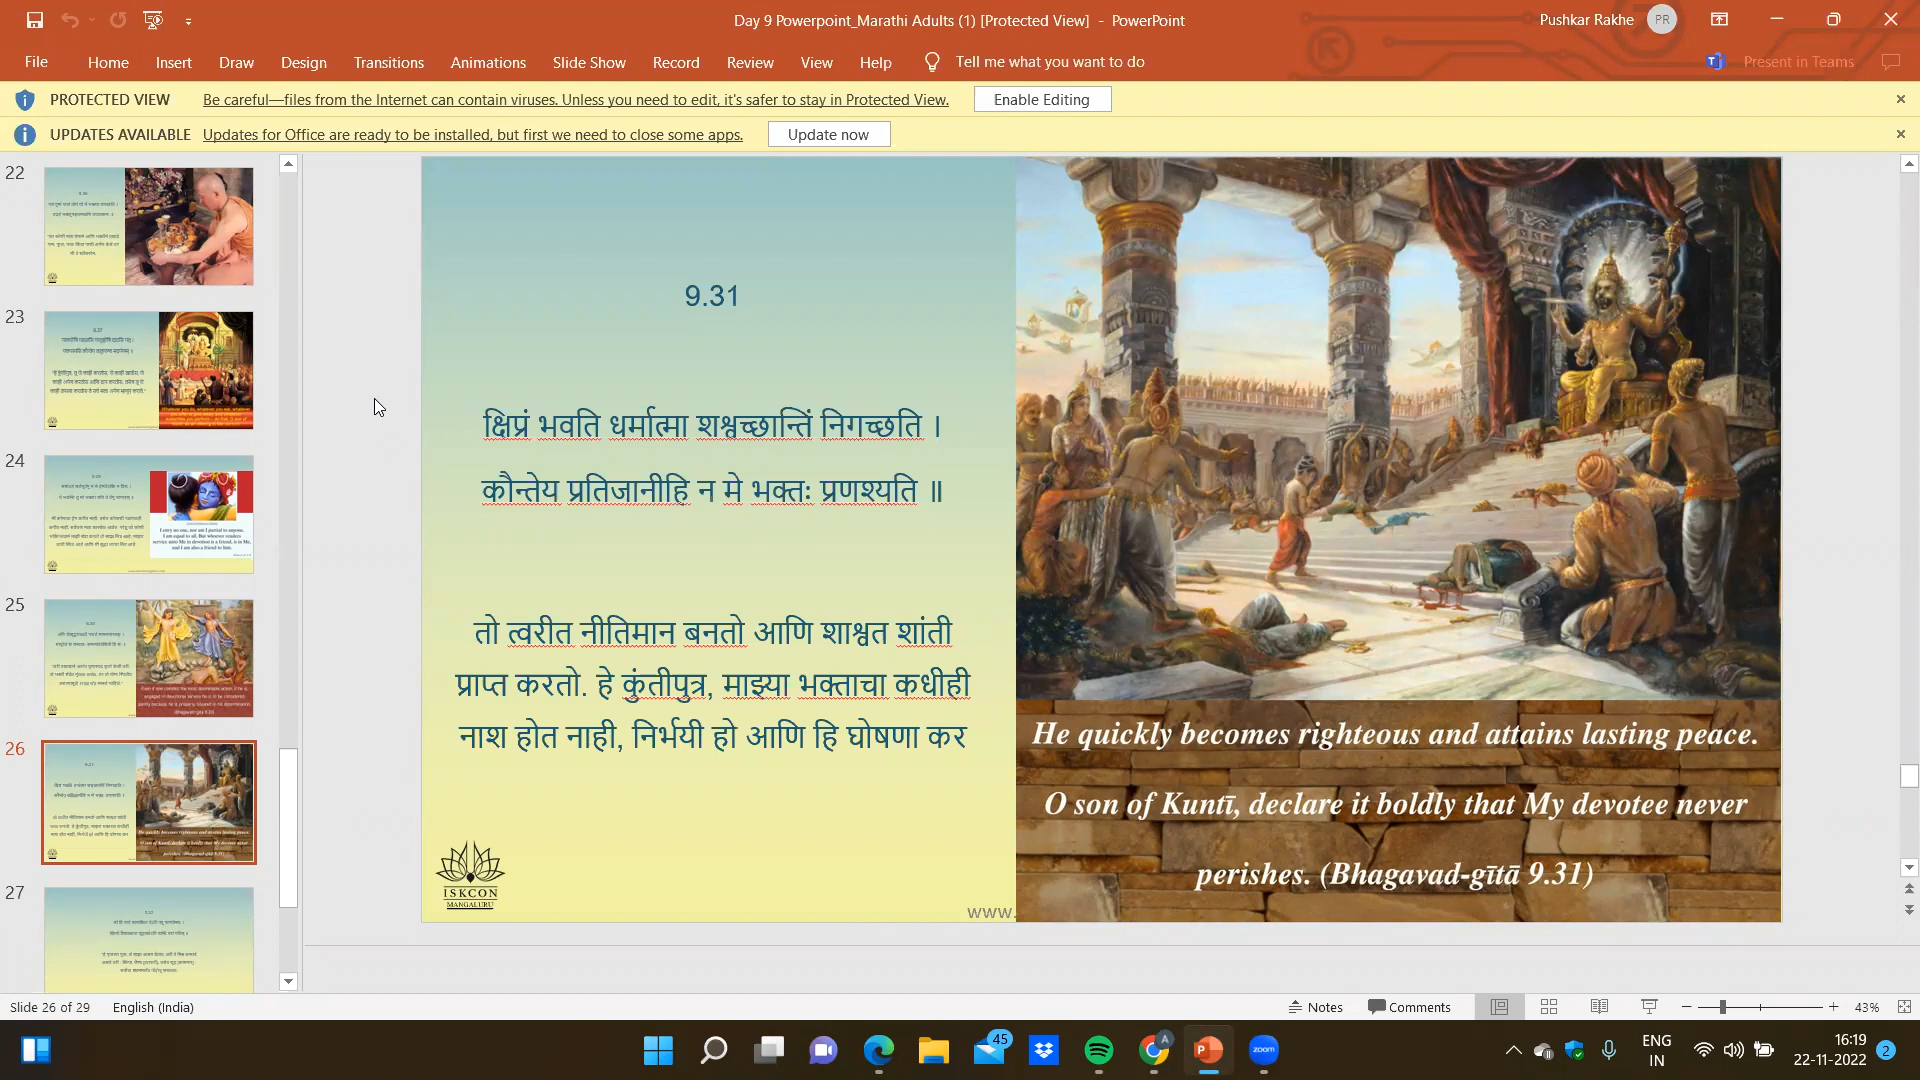 Day 9 Powerpoint_Marathi Adults (1) [Protected View] - PowerPoint
Pushkar Rakhe
PR
File Home Insert Draw Design Transitions Animations Slide Show Record Review View Help Tell me what you want to do
Present in Teams
PROTECTED VIEW Be careful—files from the Internet can contain viruses. Unless you need to edit, it's safer to stay in Protected View. Enable Editing
UPDATES AVAILABLE Updates for Office are ready to be installed, but first we need to close some apps. Update now
22
23
24
25
26
27
9.31
क्षिप्रं भवति धर्मात्मा शश्वच्छान्तिं निगच्छति ।
कौन्तेय प्रतिजानीहि न मे भक्तः प्रणश्यति ॥
तो त्वरीत नीतिमान बनतो आणि शाश्वत शांती
प्राप्त करतो. हे कुंतीपुत्र, माझ्या भक्ताचा कधीही
नाश होत नाही, निर्भयी हो आणि हि घोषणा कर
ISKCON
MANGALURU
www.
He quickly becomes righteous and attains lasting peace.
O son of Kuntī, declare it boldly that My devotee never
perishes. (Bhagavad-gītā 9.31)
Slide 26 of 29 English (India)
Notes Comments 43%
45
zoom
ENG
IN
16:19
22-11-2022
2